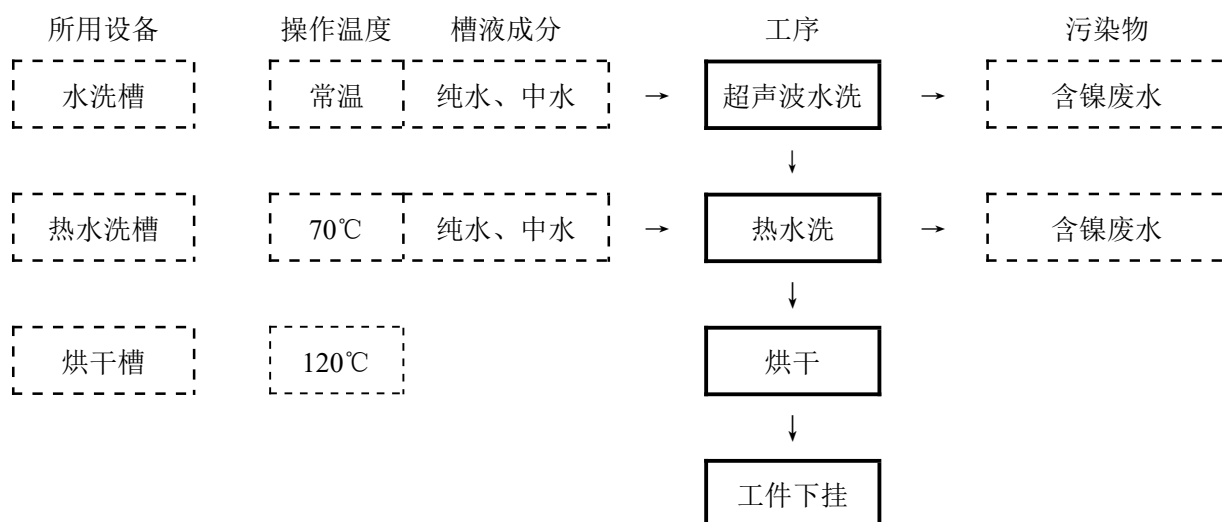 所用设备 操作温度 槽液成分 工序 污染物
水洗槽 常温 纯水、中水 → 超声波水洗 → 含镍废水
↓
热水洗槽 70℃ 纯水、中水 → 热水洗 → 含镍废水
↓
烘干槽 120℃ 烘干
↓
工件下挂